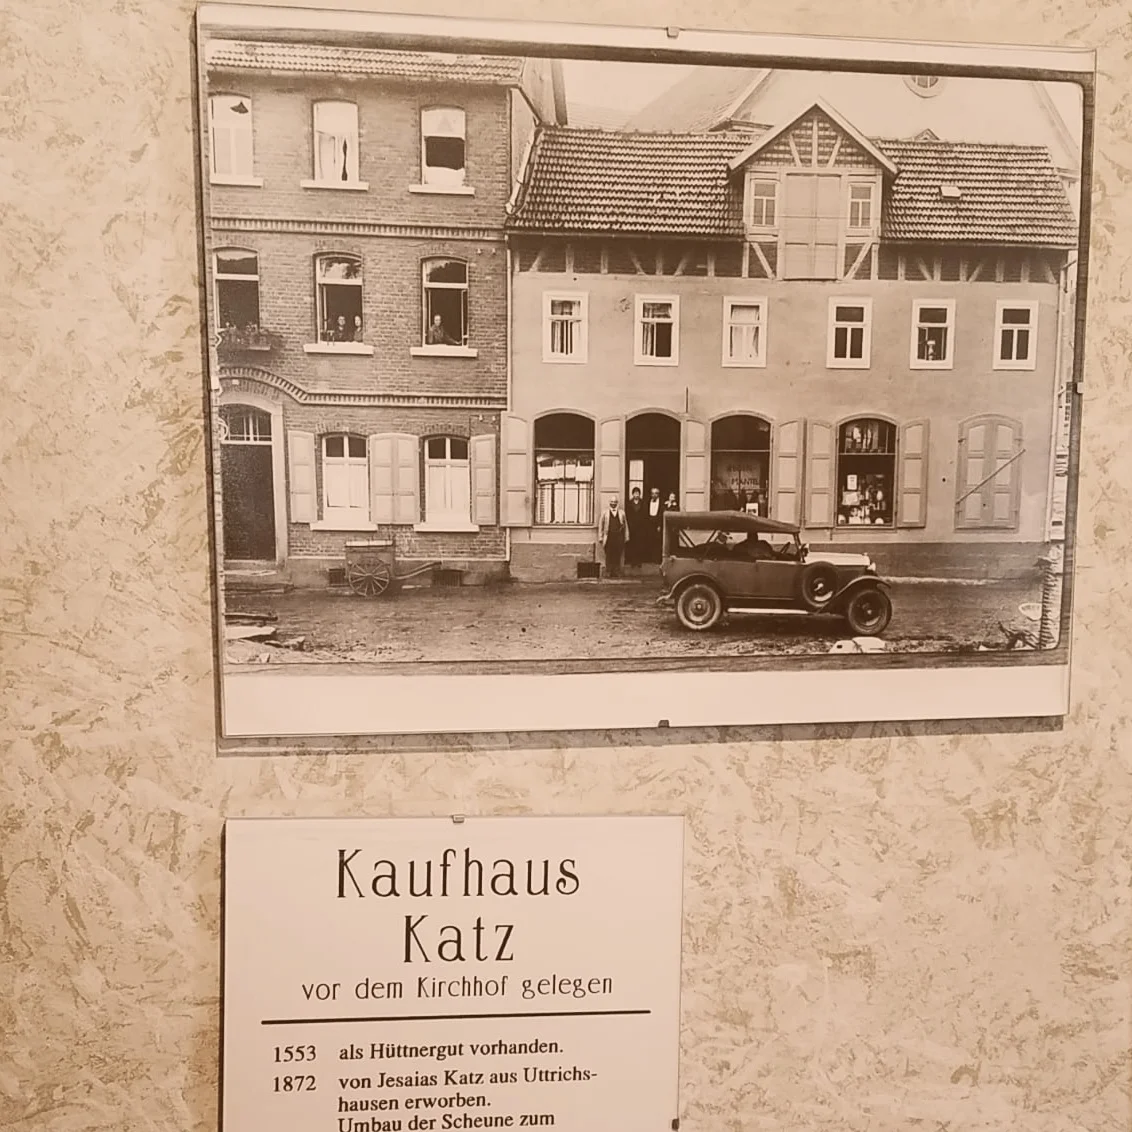 MANTEL
Kaufhaus
Katz
vor dem Kirchhof gelegen
1553 als Hüttnergut vorhanden.
1872 von Jesaias Katz aus Uttrichs-
hausen erworben.
Umbau der Scheune zum